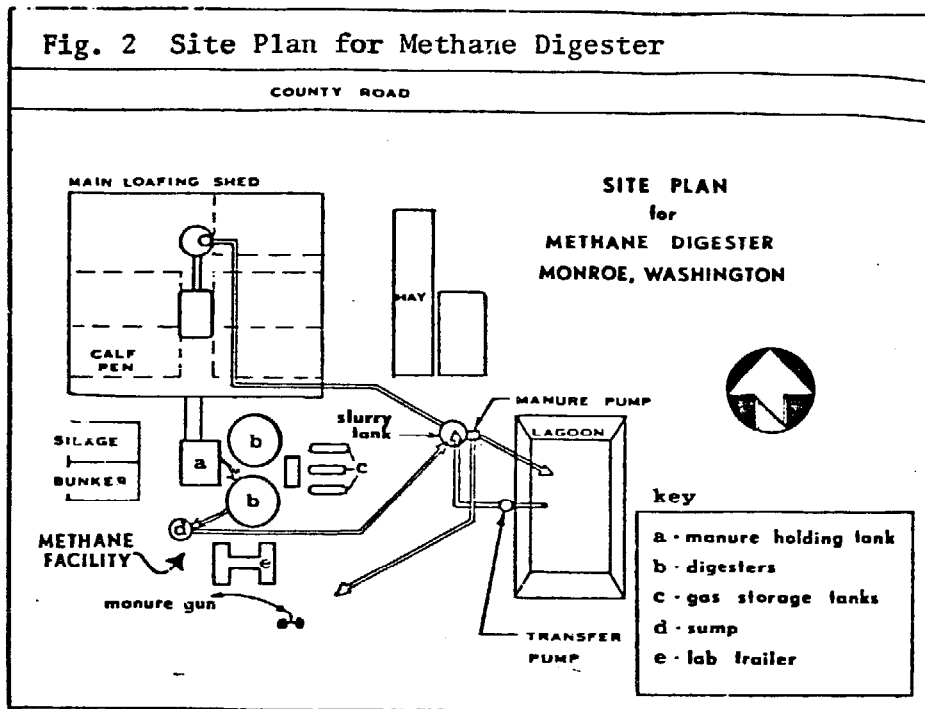 Fig. 2 Site Plan for Methane Digester
COUNTY ROAD
MAIN LOAFING SHED
SITE PLAN
for
METHANE DIGESTER
MONROE, WASHINGTON
HAY
CALF
PEN
MANURE PUMP
slurry
tank
LAGOON
SILAGE
BUNKER
a
b
b
c
d
e
METHANE
FACILITY
manure gun
TRANSFER
PUMP
N
key
a - manure holding tank
b - digesters
c - gas storage tanks
d - sump
e - lab trailer